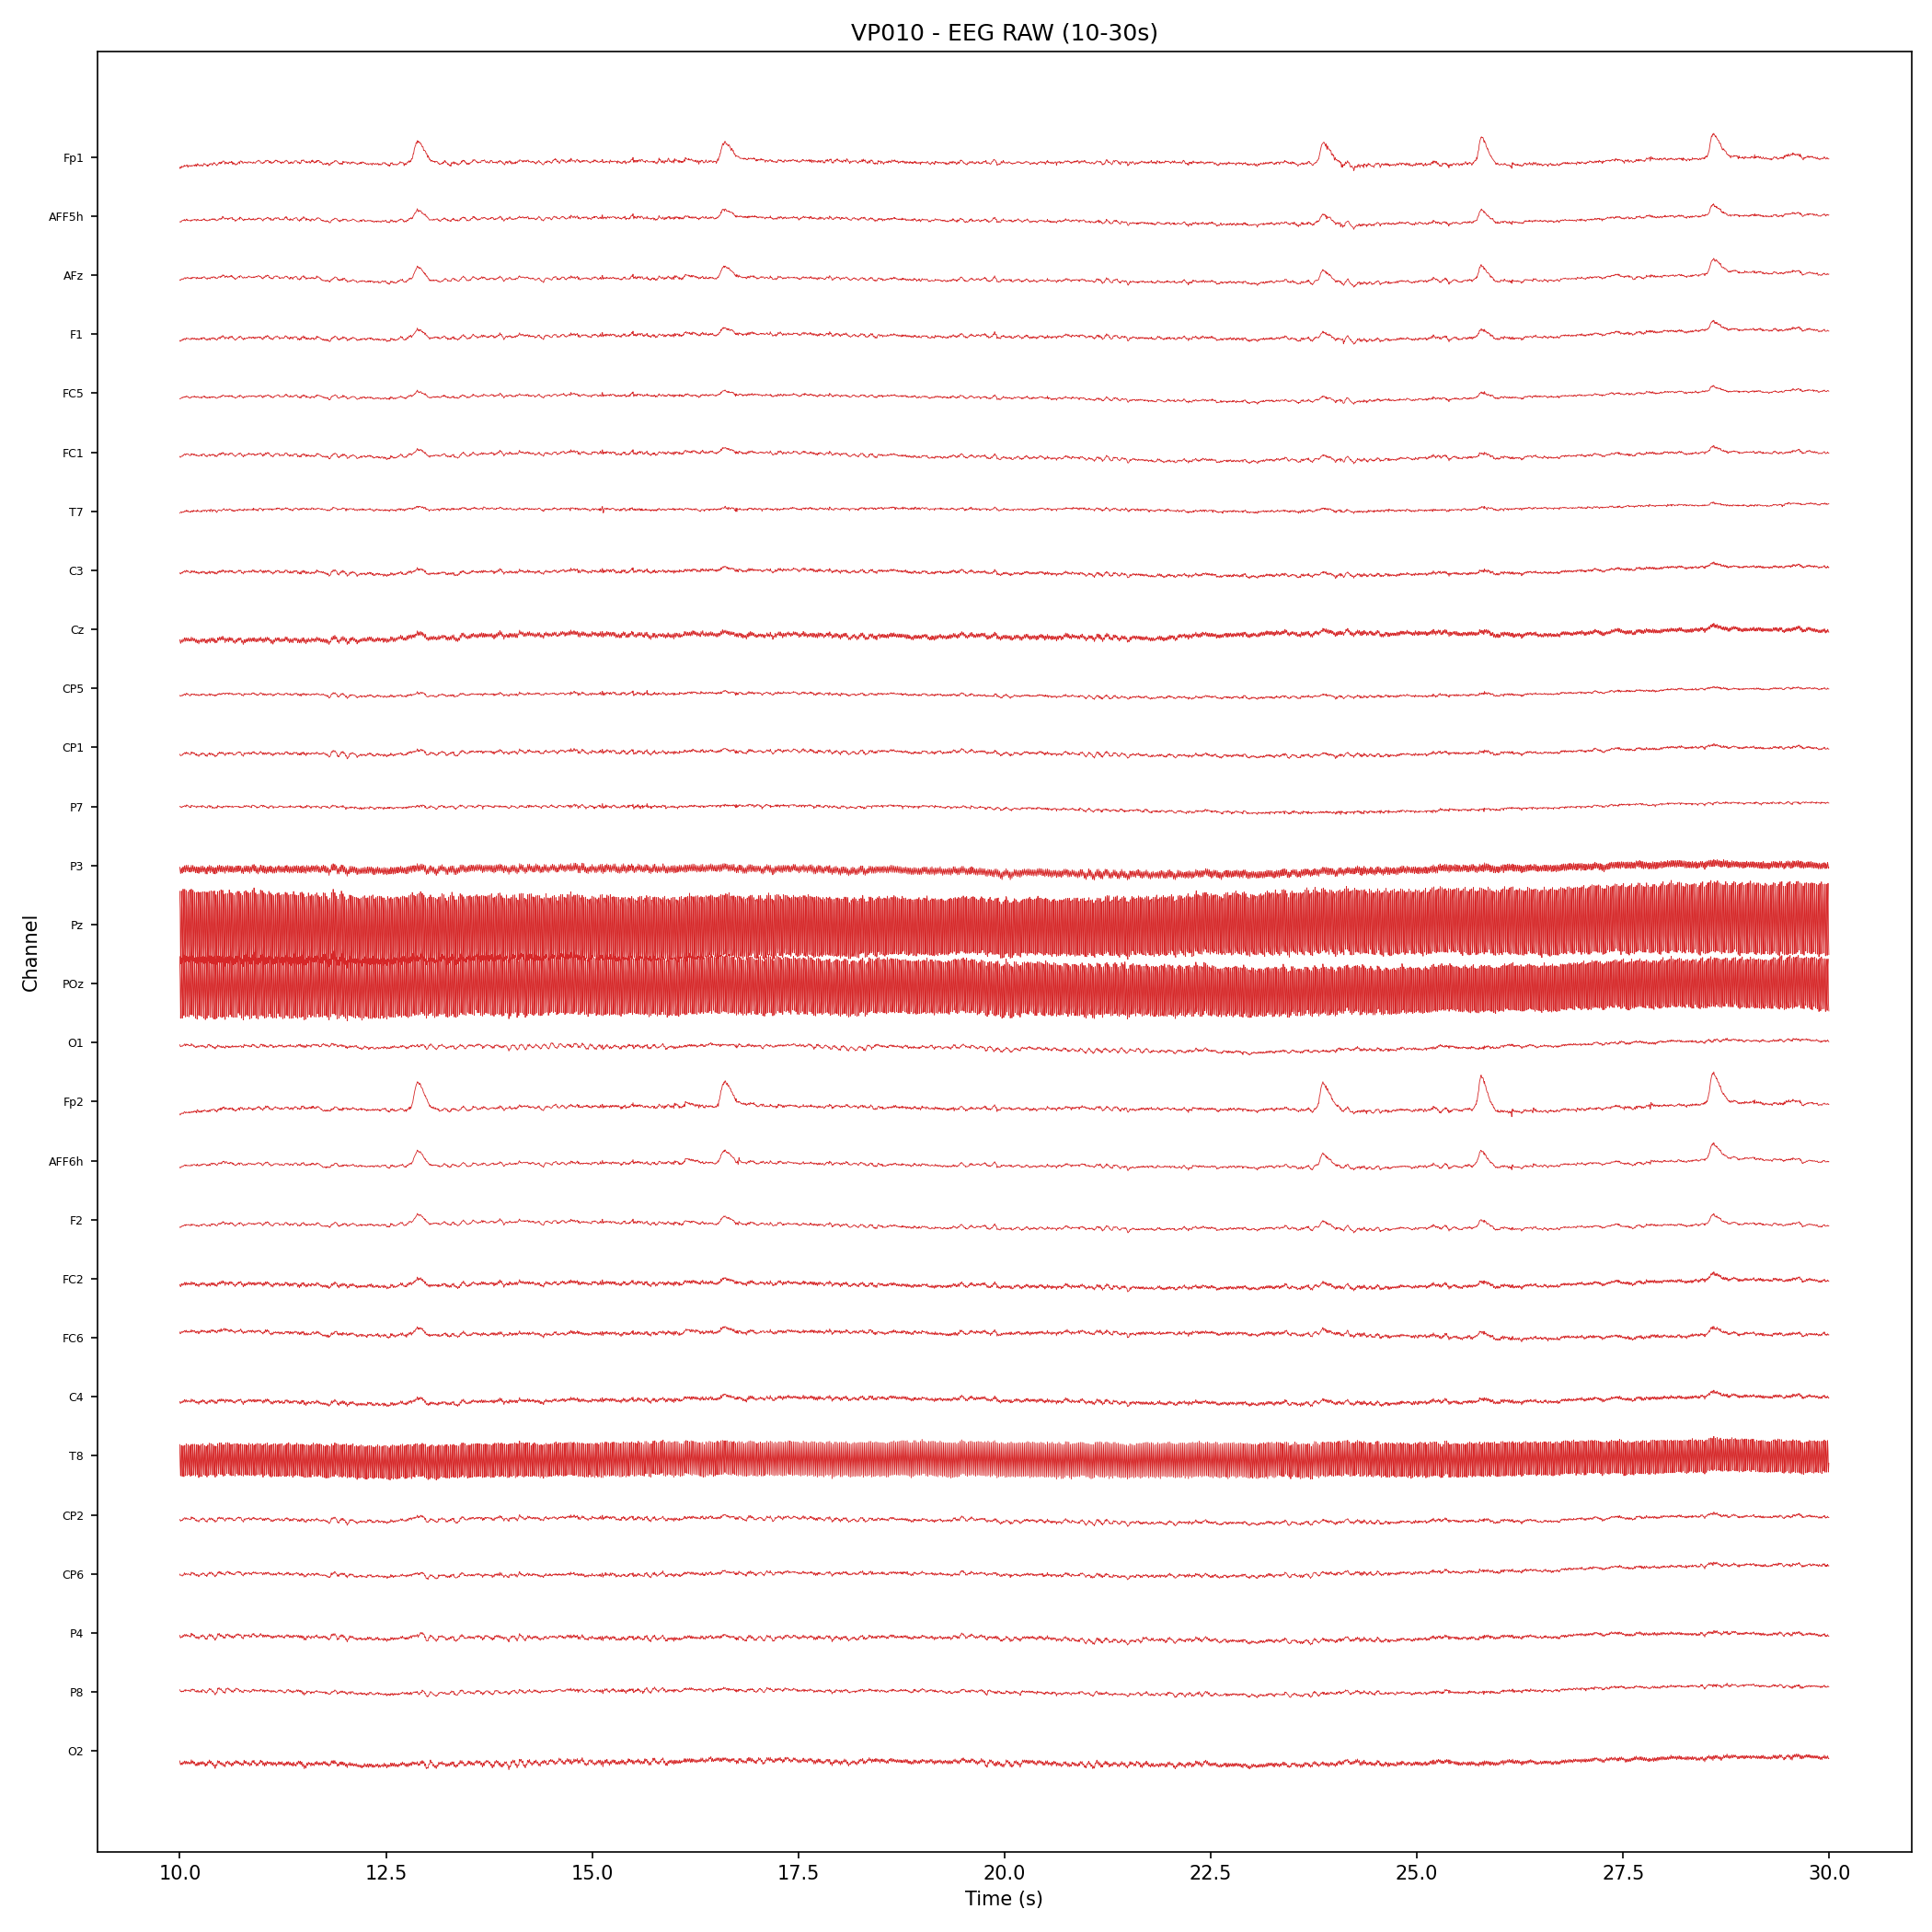 VP010 - EEG RAW (10-30s)
Channel
Fp1
AFF5h
AFz
F1
FC5
FC1
T7
C3
Cz
CP5
CP1
P7
P3
Pz
POz
O1
Fp2
AFF6h
F2
FC2
FC6
C4
T8
CP2
CP6
P4
P8
O2
10.0 12.5 15.0 17.5 20.0 22.5 25.0 27.5 30.0
Time (s)